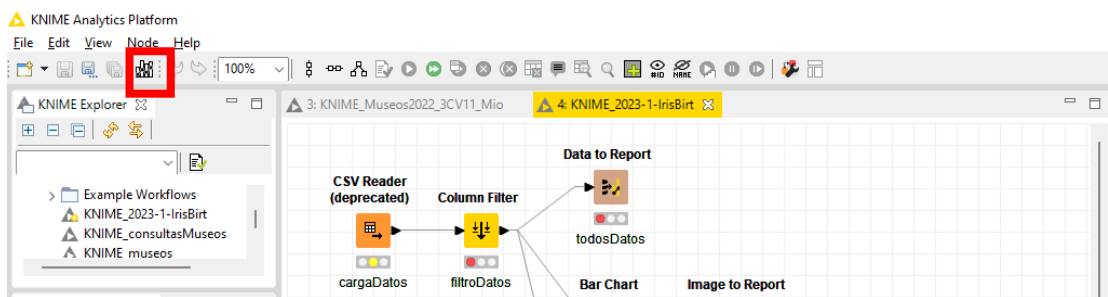 KNIME Analytics Platform
File Edit View Node Help
100%
#ID NAME
KNIME Explorer
3: KNIME_Museos2022_3CV11_Mio
4: KNIME_2023-1-IrisBirt
Example Workflows
KNIME_2023-1-IrisBirt
KNIME_consultasMuseos
KNIME_museos
Data to Report
todosDatos
CSV Reader
(deprecated)
cargaDatos
Column Filter
filtroDatos
Bar Chart
Image to Report